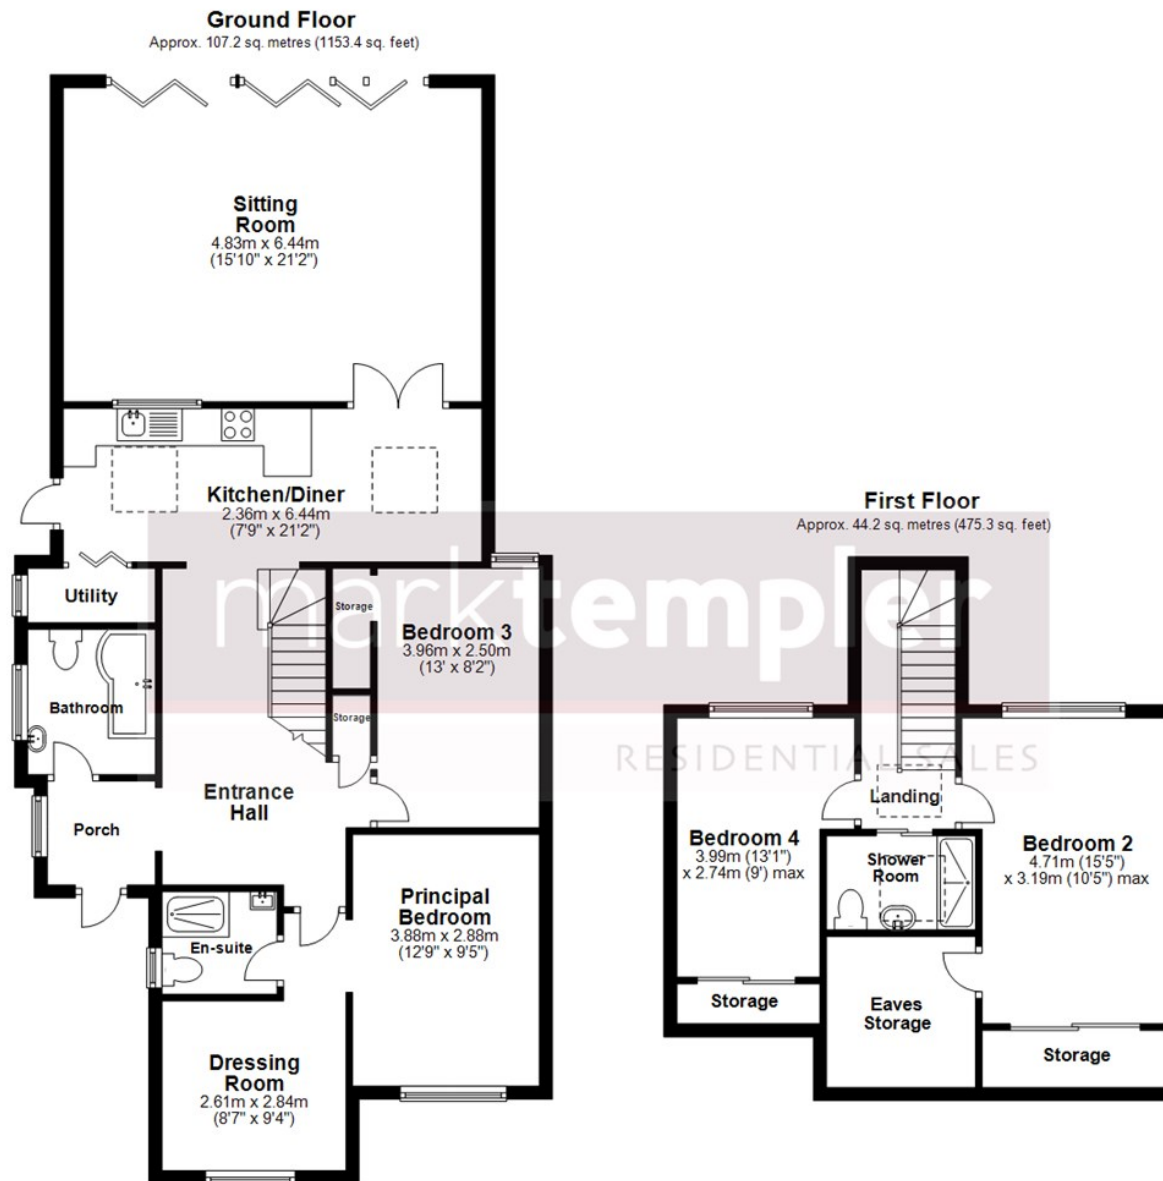 Ground Floor
Approx. 107.2 sq. metres (1153.4 sq. feet)
Sitting
Room
4.83m x 6.44m
(15'10" x 21'2")
Kitchen/Diner
2.36m x 6.44m
(7'9" x 21'2")
Utility
Storage
Bedroom 3
3.96m x 2.50m
(13' x 8'2")
Bathroom
Storage
Entrance
Hall
Porch
Principal
Bedroom
3.88m x 2.88m
(12'9" x 9'5")
En-suite
Dressing
Room
2.61m x 2.84m
(8'7" x 9'4")
First Floor
Approx. 44.2 sq. metres (475.3 sq. feet)
Landing
Bedroom 4
3.99m (13'1")
x 2.74m (9') max
Shower
Room
Bedroom 2
4.71m (15'5")
x 3.19m (10'5") max
Storage
Eaves
Storage
Storage
marktempler
RESIDENTIAL SALES